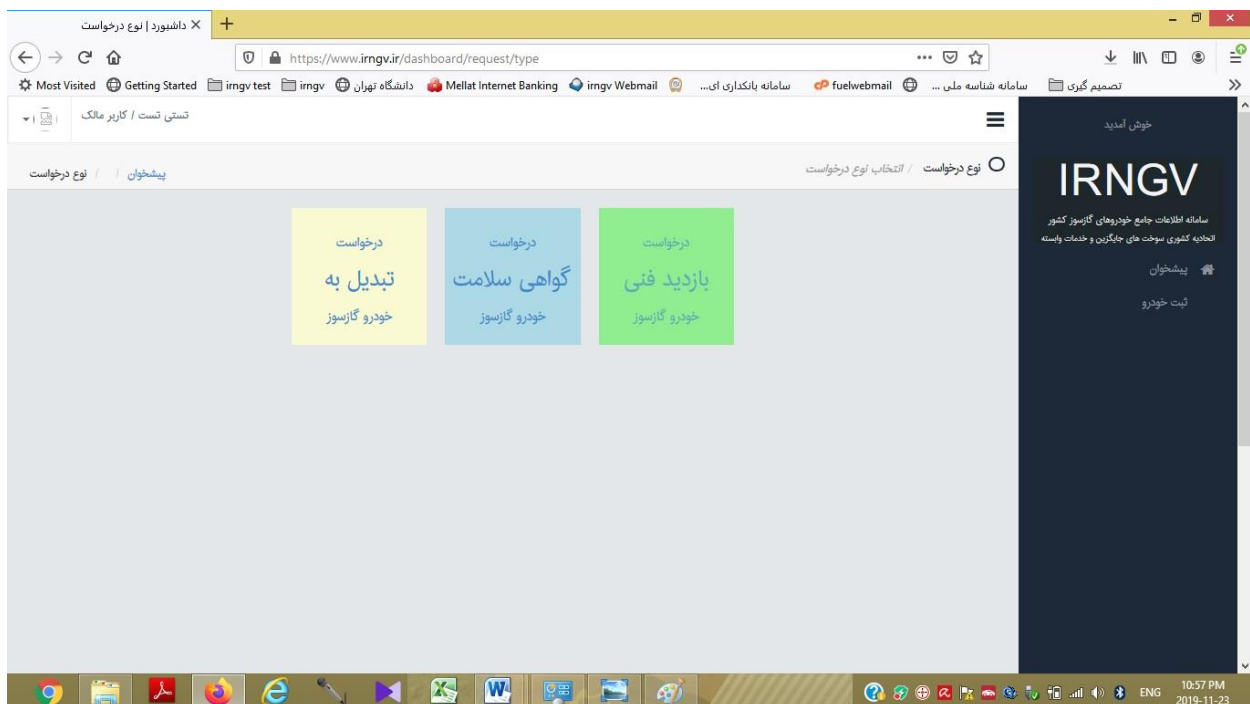 داشبورد | نوع درخواست
https://www.irngv.ir/dashboard/request/type
Most Visited Getting Started irngv test irngv دانشگاه تهران Mellat Internet Banking irngv Webmail سامانه بانکداری ای... fuelwebmail سامانه شناسه ملی ... تصمیم گیری
تستی تست / کاربر مالک
خوش آمدید
نوع درخواست / انتخاب نوع درخواست
پیشخوان / / نوع درخواست
IRNGV
سامانه اطلاعات جامع خودروهای گازسوز کشور
اتحادیه کشوری سوخت های جایگزین و خدمات وابسته
پیشخوان
ثبت خودرو
درخواست
بازدید فنی
خودرو گازسوز
درخواست
گواهی سلامت
خودرو گازسوز
درخواست
تبدیل به
خودرو گازسوز
ENG
10:57 PM
2019-11-23